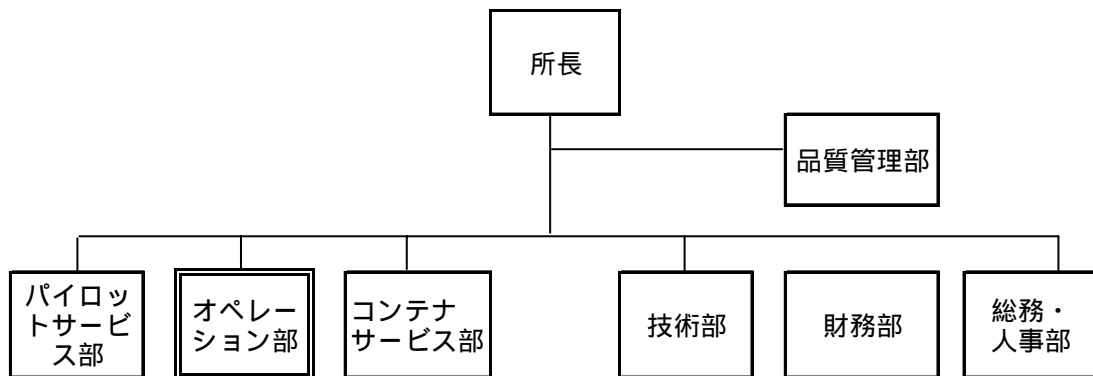 所長
品質管理部
パイロッ
トサービ
ス部
オペレー
ション部
コンテナ
サービス部
技術部
財務部
総務・
人事部